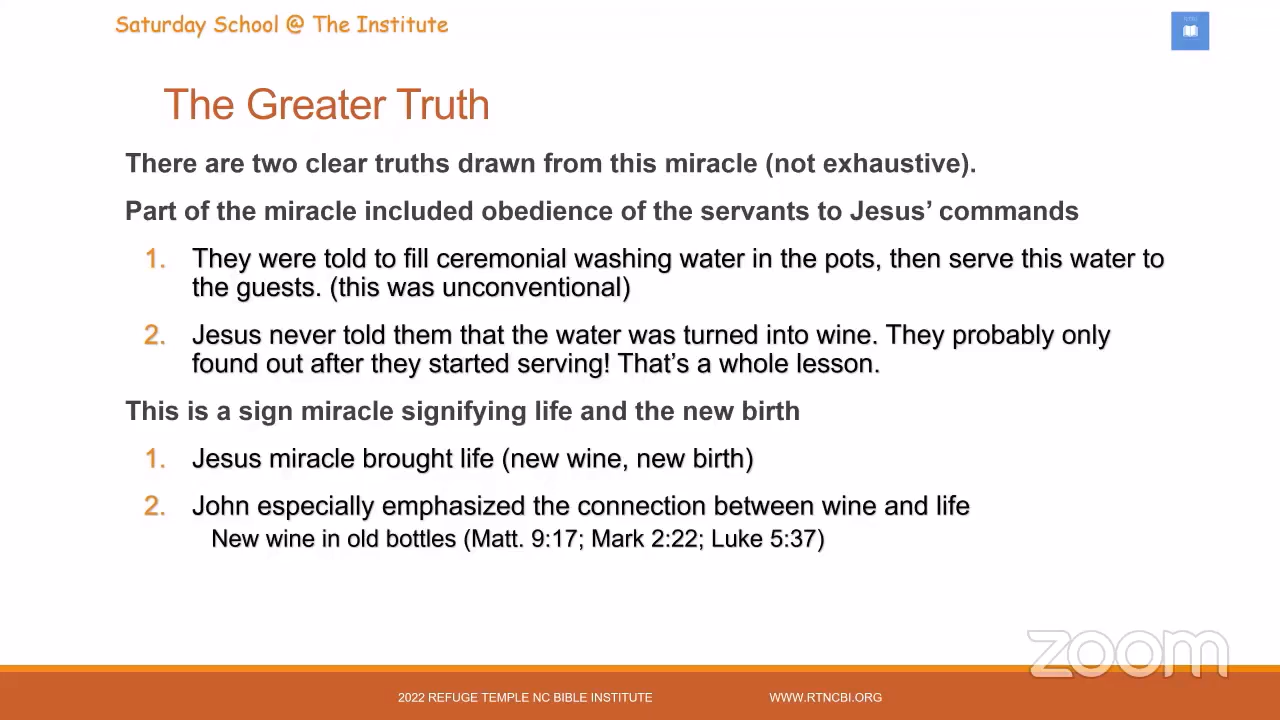 Saturday School @ The Institute
The Greater Truth
There are two clear truths drawn from this miracle (not exhaustive).
Part of the miracle included obedience of the servants to Jesus’ commands
1. They were told to fill ceremonial washing water in the pots, then serve this water to
the guests. (this was unconventional)
2. Jesus never told them that the water was turned into wine. They probably only
found out after they started serving! That’s a whole lesson.
This is a sign miracle signifying life and the new birth
1. Jesus miracle brought life (new wine, new birth)
2. John especially emphasized the connection between wine and life
New wine in old bottles (Matt. 9:17; Mark 2:22; Luke 5:37)
zoom
2022 REFUGE TEMPLE NC BIBLE INSTITUTE WWW.RTNCBI.ORG